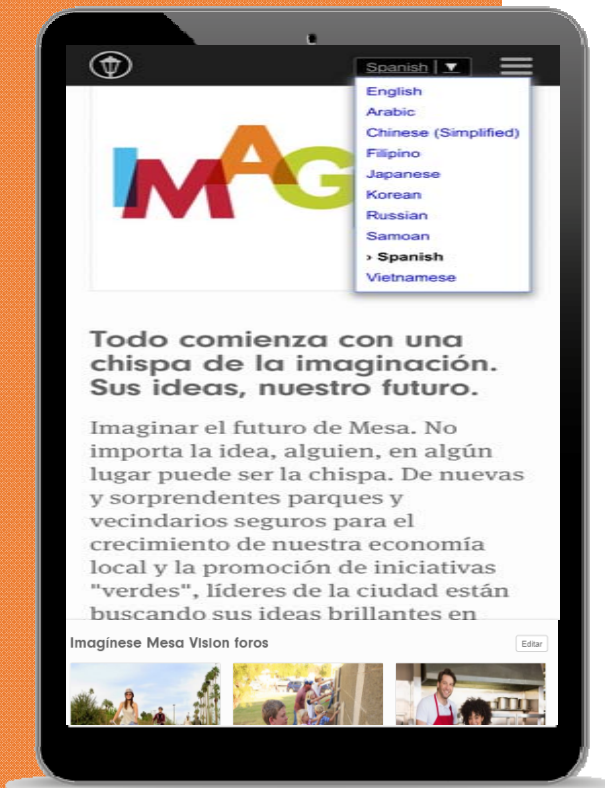 Spanish | ▼
English
Arabic
Chinese (Simplified)
Filipino
Japanese
Korean
Russian
Samoan
› Spanish
Vietnamese
IMAG
Todo comienza con una
chispa de la imaginación.
Sus ideas, nuestro futuro.
Imaginar el futuro de Mesa. No
importa la idea, alguien, en algún
lugar puede ser la chispa. De nuevas
y sorprendentes parques y
vecindarios seguros para el
crecimiento de nuestra economía
local y la promoción de iniciativas
"verdes", líderes de la ciudad están
buscando sus ideas brillantes en
Imagínese Mesa Vision foros
Editar